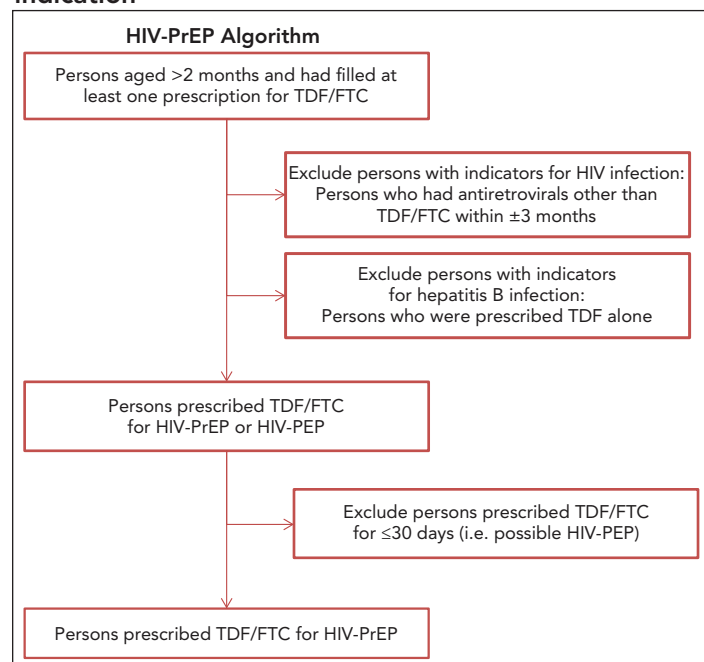 Indication
HIV-PrEP Algorithm
Persons aged >2 months and had filled at
least one prescription for TDF/FTC
Exclude persons with indicators for HIV infection:
Persons who had antiretrovirals other than
TDF/FTC within ±3 months
Exclude persons with indicators
for hepatitis B infection:
Persons who were prescribed TDF alone
Persons prescribed TDF/FTC
for HIV-PrEP or HIV-PEP
Exclude persons prescribed TDF/FTC
for ≤30 days (i.e. possible HIV-PEP)
Persons prescribed TDF/FTC for HIV-PrEP